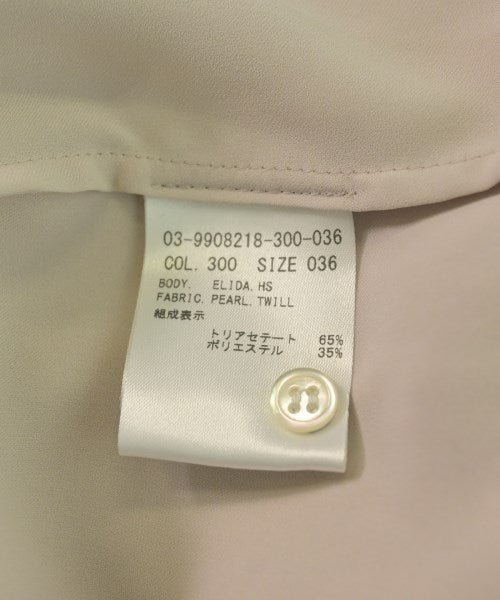 03-9908218-300-036
COL. 300 SIZE 036
BODY. ELIDA.HS
FABRIC.PEARL.TWILL
組成表示
トリアセテート 65%
ポリエステル 35%